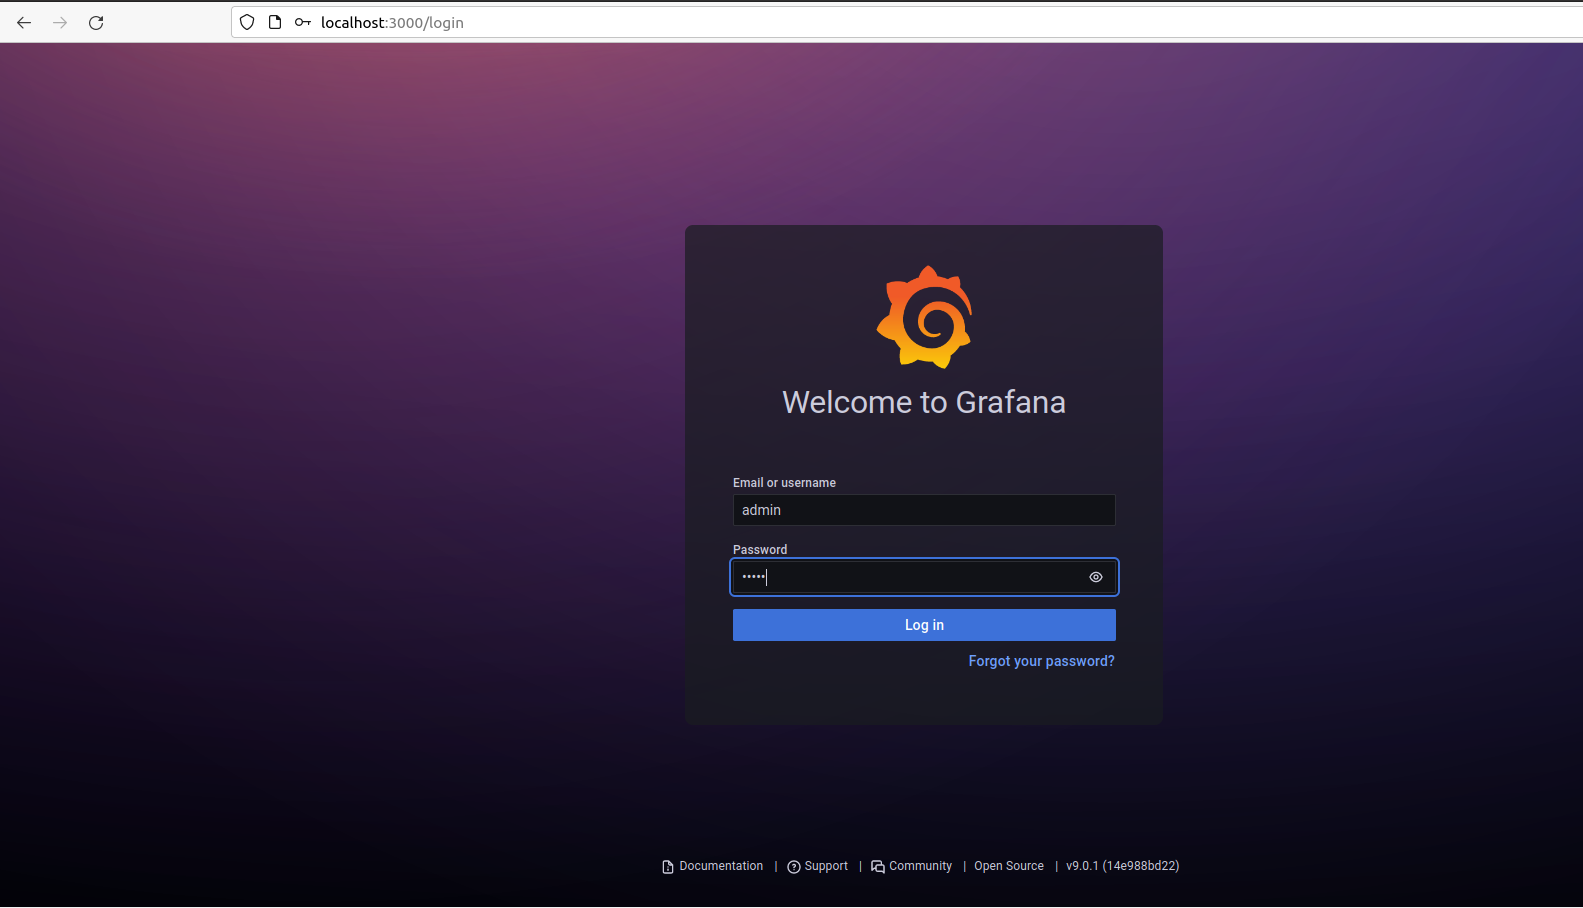 localhost:3000/login
Welcome to Grafana
Email or username
admin
Password
•••••
Log in
Forgot your password?
Documentation | Support | Community | Open Source | v9.0.1 (14e988bd22)